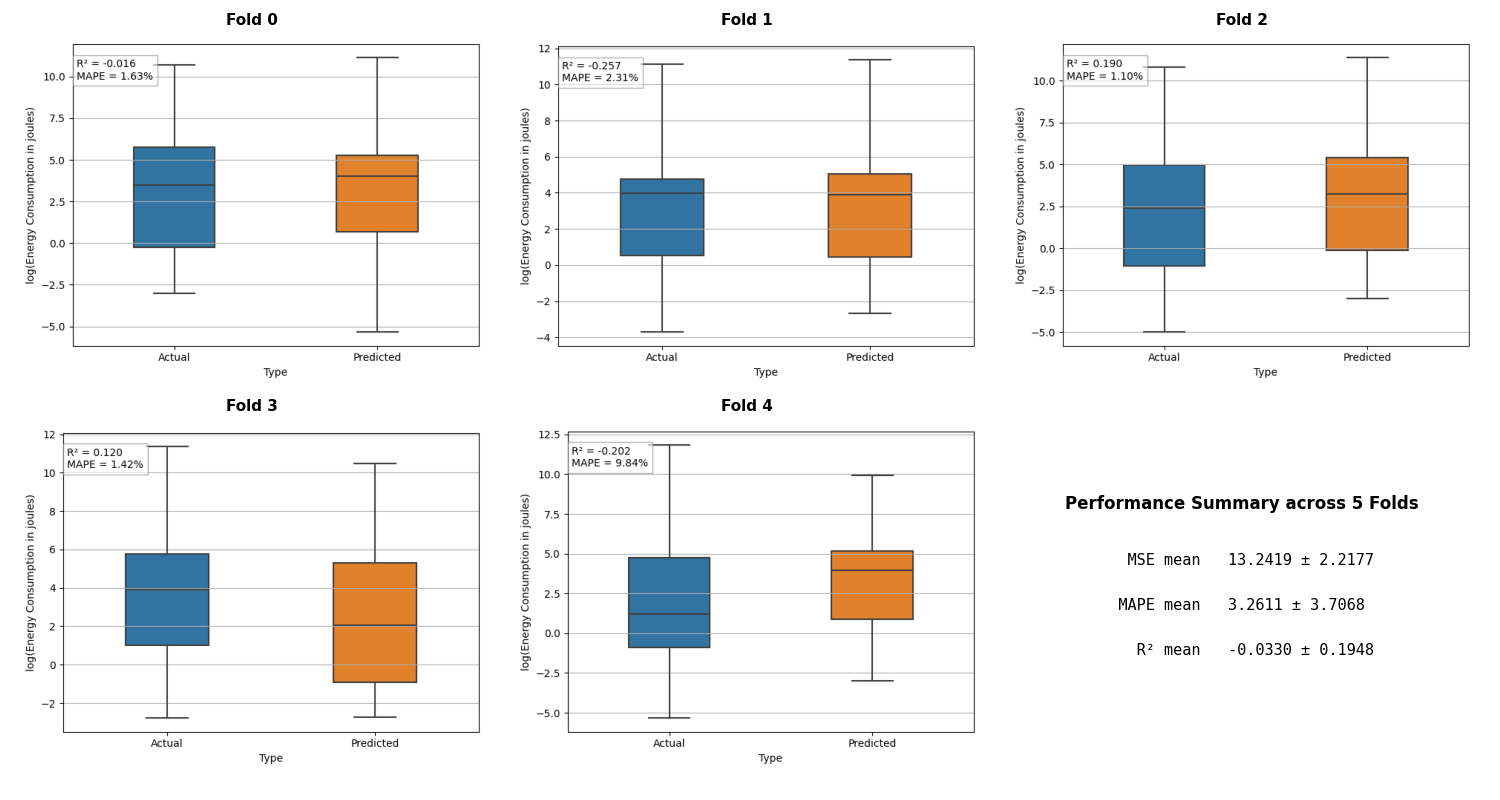 Fold 0
R² = -0.016
MAPE = 1.63%
10.0
7.5
5.0
2.5
0.0
−2.5
−5.0
log(Energy Consumption in joules)
Actual
Predicted
Type
Fold 1
R² = -0.257
MAPE = 2.31%
12
10
8
6
4
2
0
−2
−4
log(Energy Consumption in joules)
Actual
Predicted
Type
Fold 2
R² = 0.190
MAPE = 1.10%
10.0
7.5
5.0
2.5
0.0
−2.5
−5.0
log(Energy Consumption in joules)
Actual
Predicted
Type
Fold 3
R² = 0.120
MAPE = 1.42%
12
10
8
6
4
2
0
−2
log(Energy Consumption in joules)
Actual
Predicted
Type
Fold 4
R² = -0.202
MAPE = 9.84%
12.5
10.0
7.5
5.0
2.5
0.0
−2.5
−5.0
log(Energy Consumption in joules)
Actual
Predicted
Type
Performance Summary across 5 Folds
MSE mean 13.2419 ± 2.2177
MAPE mean 3.2611 ± 3.7068
R² mean -0.0330 ± 0.1948